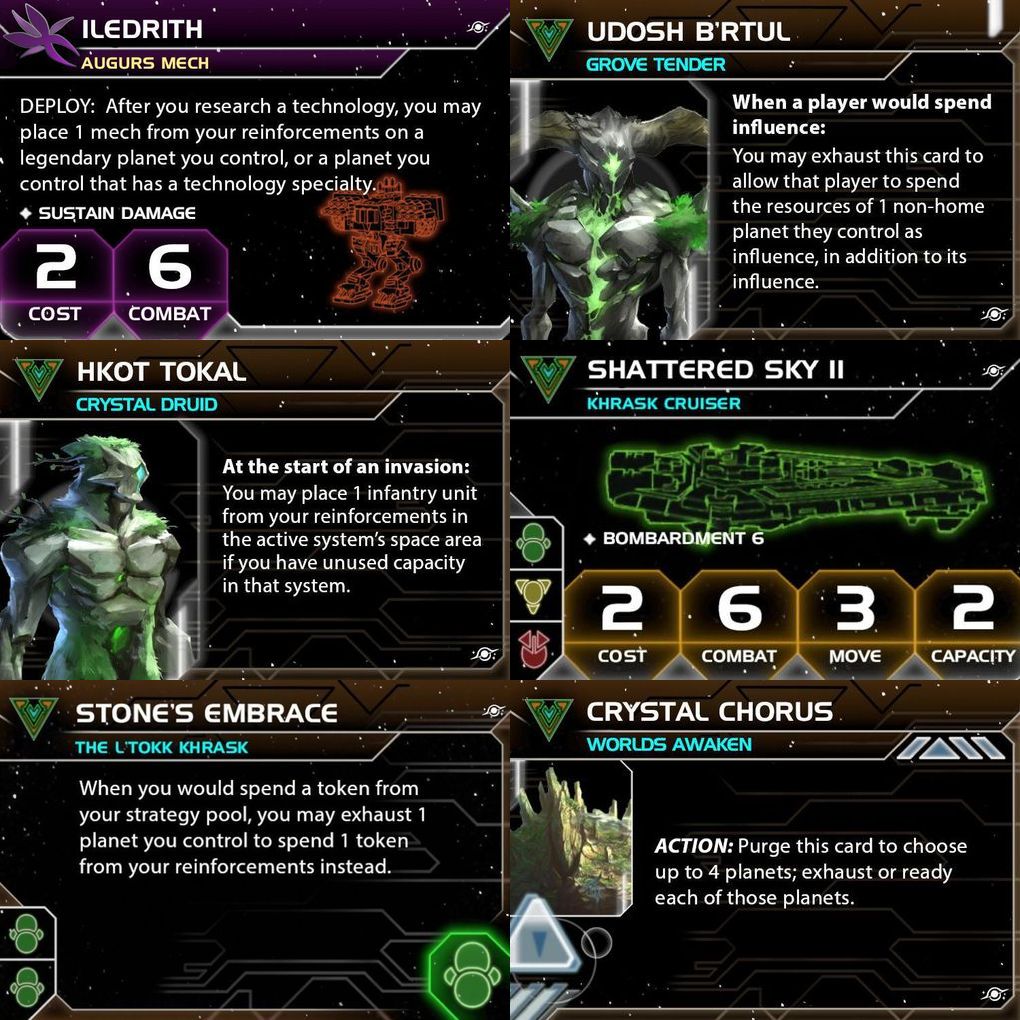 ILEDRITH
AUGURS MECH
DEPLOY: After you research a technology, you may
place 1 mech from your reinforcements on a
legendary planet you control, or a planet you
control that has a technology specialty.
SUSTAIN DAMAGE
2 6
COST COMBAT
UDOSH B'RTUL
GROVE TENDER
When a player would spend
influence:
You may exhaust this card to
allow that player to spend
the resources of 1 non-home
planet they control as
influence, in addition to its
influence.
HKOT TOKAL
CRYSTAL DRUID
At the start of an invasion:
You may place 1 infantry unit
from your reinforcements in
the active system's space area
if you have unused capacity
in that system.
SHATTERED SKY II
KHRASK CRUISER
BOMBARDMENT 6
2 6 3 2
COST COMBAT MOVE CAPACITY
STONE'S EMBRACE
THE L'TOKK KHRASK
When you would spend a token from
your strategy pool, you may exhaust 1
planet you control to spend 1 token
from your reinforcements instead.
CRYSTAL CHORUS
WORLDS AWAKEN
ACTION: Purge this card to choose
up to 4 planets; exhaust or ready
each of those planets.